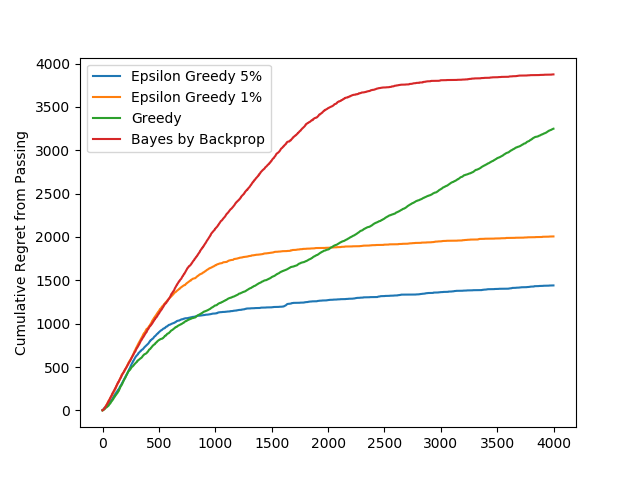 Epsilon Greedy 5%
Epsilon Greedy 1%
Greedy
Bayes by Backprop
Cumulative Regret from Passing
4000
3500
3000
2500
2000
1500
1000
500
0
0 500 1000 1500 2000 2500 3000 3500 4000